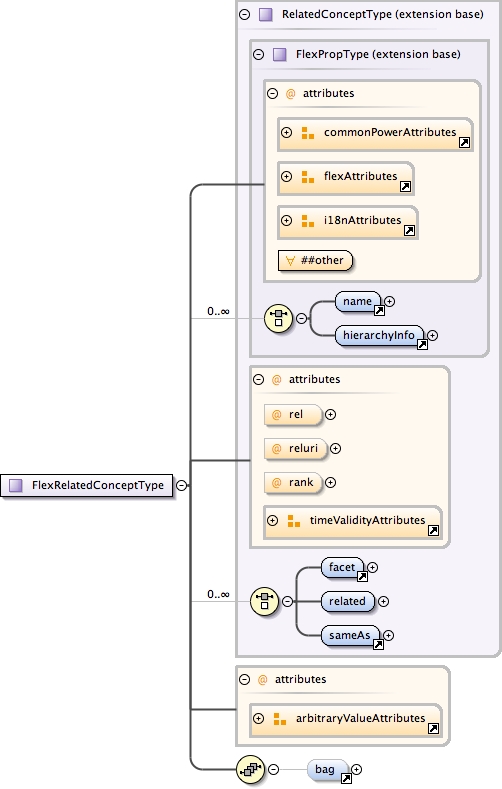 RelatedConceptType (extension base)
FlexPropType (extension base)
@ attributes
commonPowerAttributes
flexAttributes
i18nAttributes
##other
0..∞
name
hierarchyInfo
@ attributes
@ rel
@ reluri
@ rank
timeValidityAttributes
FlexRelatedConceptType
0..∞
facet
related
sameAs
@ attributes
arbitraryValueAttributes
bag